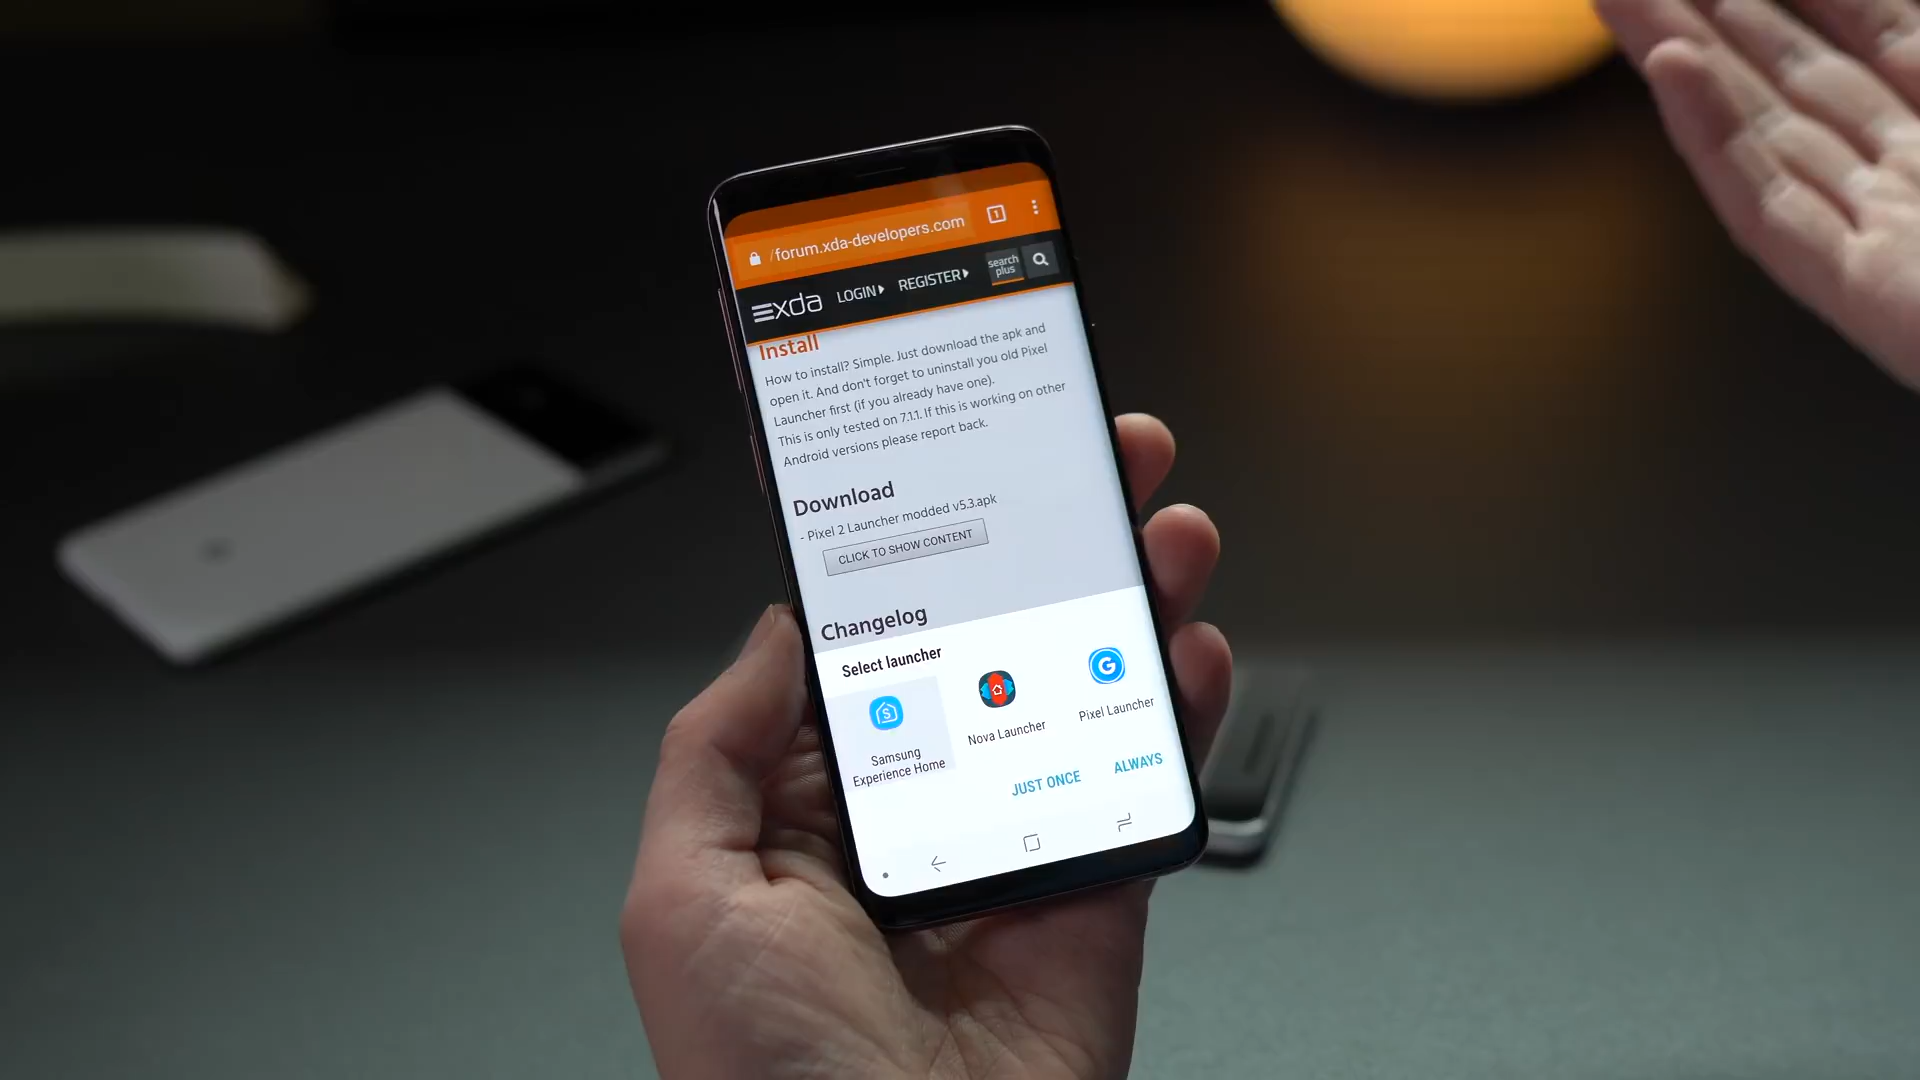 /forum.xda-developers.com
1
xda LOGIN REGISTER search plus
Install
How to install? Simple. Just download the apk and
open it. And don't forget to uninstall you old Pixel
Launcher first (if you already have one).
This is only tested on 7.1.1. If this is working on other
Android versions please report back.
Download
- Pixel 2 Launcher modded v5.3.apk
CLICK TO SHOW CONTENT
Changelog
Select launcher
S
G
Samsung
Experience Home
Nova Launcher
Pixel Launcher
JUST ONCE
ALWAYS